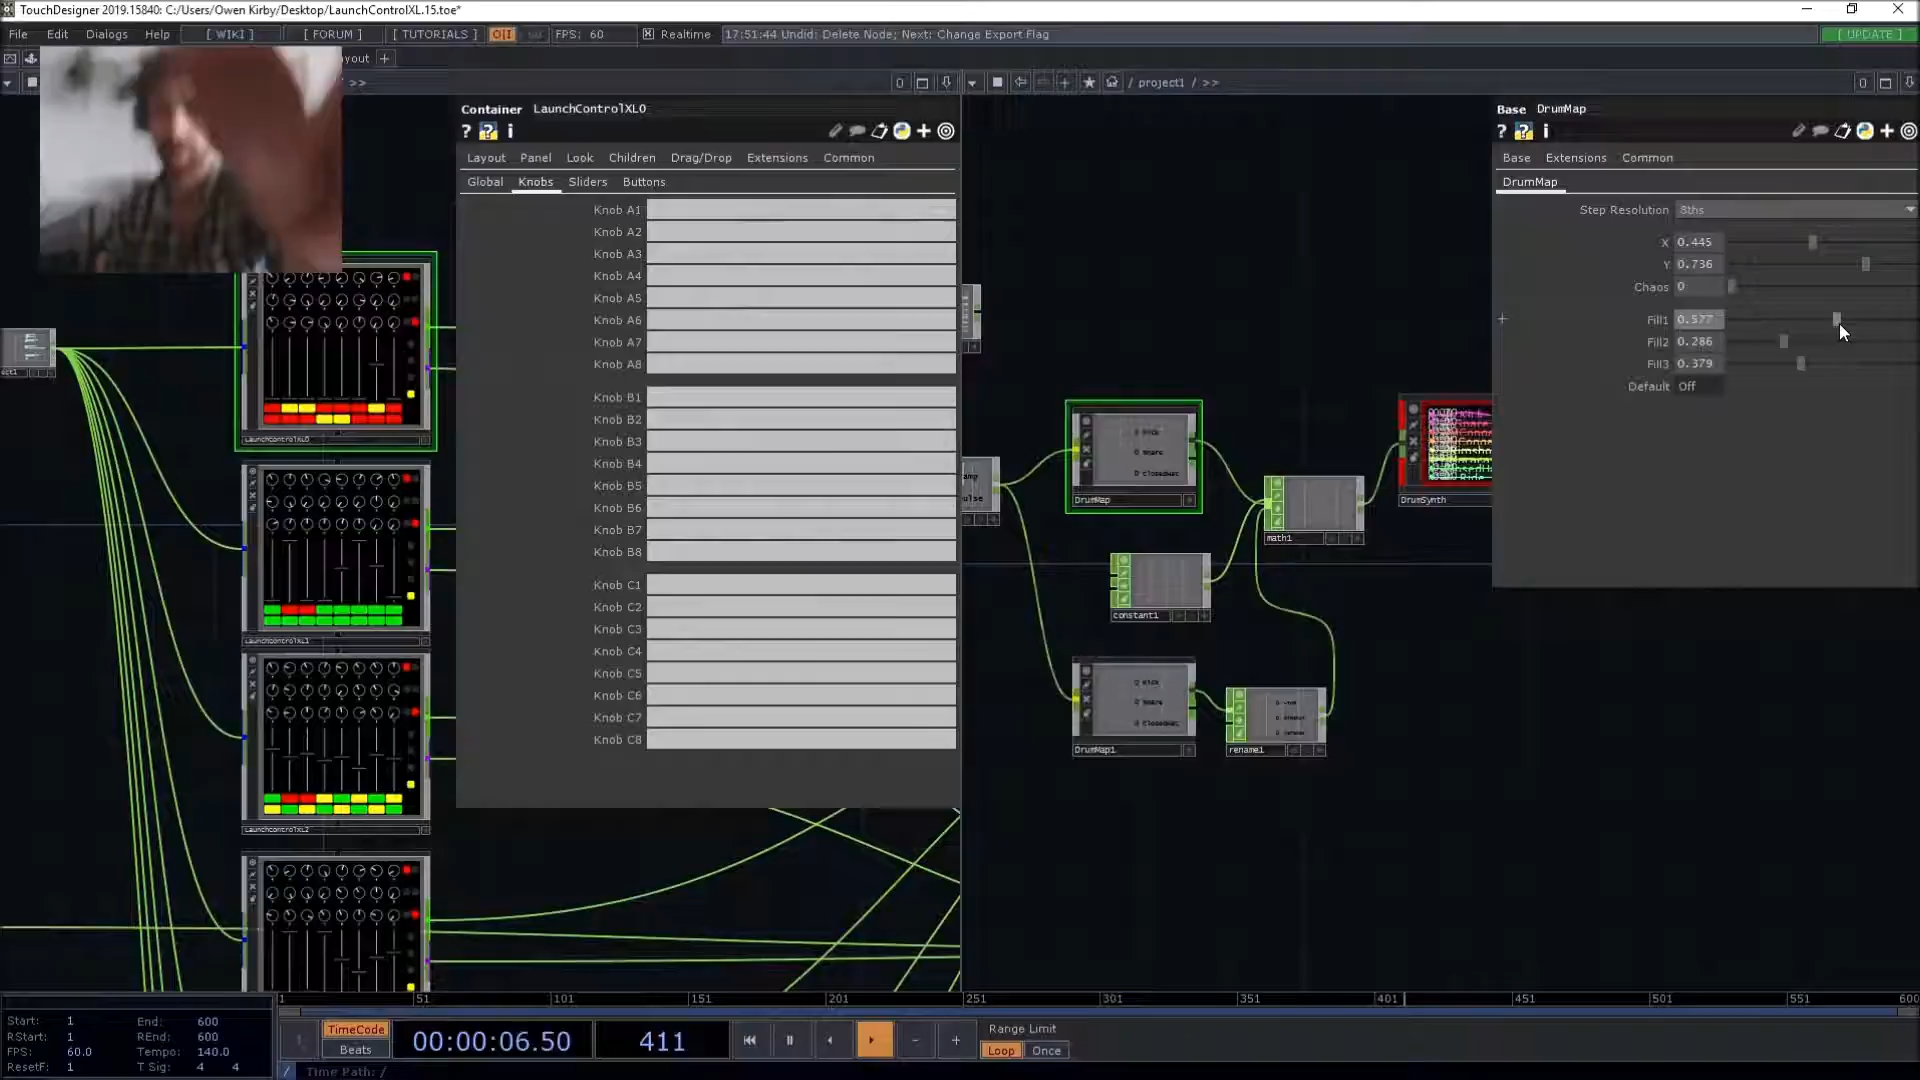 TouchDesigner 2019.15840: C:/Users/Owen Kirby/Desktop/LaunchControlXL.15.toe*
File Edit Dialogs Help [ WIKI ] [ FORUM ] [ TUTORIALS ] O|I FPS: 60 Realtime 17:51:44 Undid: Delete Node; Next: Change Export Flag [ UPDATE ]
yout +
>> 0 / project1 / >> 0
Container LaunchControlXL0
? ? i
Layout Panel Look Children Drag/Drop Extensions Common
Global Knobs Sliders Buttons
Knob A1
Knob A2
Knob A3
Knob A4
Knob A5
Knob A6
Knob A7
Knob A8
Knob B1
Knob B2
Knob B3
Knob B4
Knob B5
Knob B6
Knob B7
Knob B8
Knob C1
Knob C2
Knob C3
Knob C4
Knob C5
Knob C6
Knob C7
Knob C8
LaunchControlXL0
LaunchControlXL1
LaunchControlXL2
Base DrumMap
? ? i
Base Extensions Common
DrumMap
Step Resolution 8ths
X 0.445
Y 0.736
Chaos 0
Fill1 0.577
Fill2 0.286
Fill3 0.379
Default Off
DrumMap
math1
DrumSynth
constant1
DrumMap1
rename1
1 51 101 151 201 251 301 351 401 451 501 551 600
Start: 1 End: 600
RStart: 1 REnd: 600
FPS: 60.0 Tempo: 140.0
ResetF: 1 T Sig: 4 4
TimeCode
Beats
00:00:06.50
411
Range Limit
Loop Once
/ Time Path: /